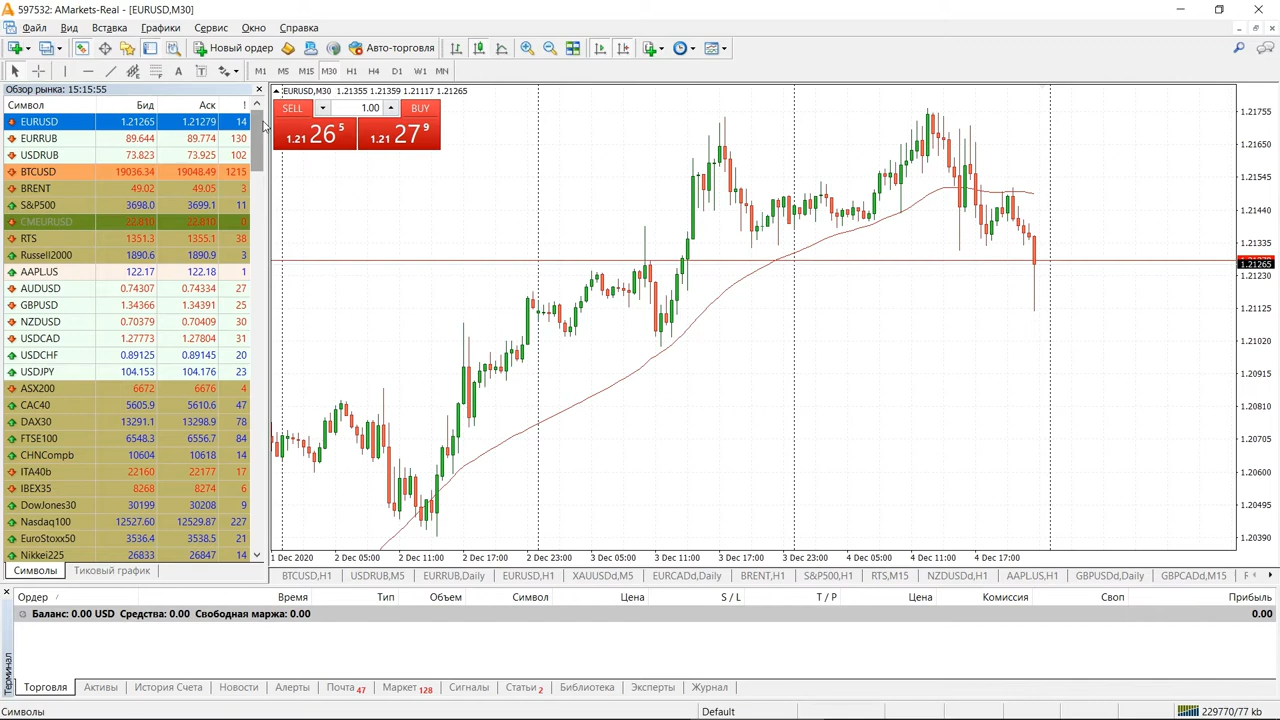 597532: AMarkets-Real - [EURUSD,M30]
Файл Вид Вставка Графики Сервис Окно Справка
Новый ордер Авто-торговля
A T M1 M5 M15 M30 H1 H4 D1 W1 MN
Обзор рынка: 15:15:55
Символ Бид Аск !
EURUSD 1.21265 1.21279 14
EURRUB 89.644 89.774 130
USDRUB 73.823 73.925 102
BTCUSD 19036.34 19048.49 1215
BRENT 49.02 49.05 3
S&P500 3698.0 3699.1 11
CMEURUSD 22.810 22.810 0
RTS 1351.3 1355.1 38
Russell2000 1890.6 1890.9 3
AAPL.US 122.17 122.18 1
AUDUSD 0.74307 0.74334 27
GBPUSD 1.34366 1.34391 25
NZDUSD 0.70379 0.70409 30
USDCAD 1.27773 1.27804 31
USDCHF 0.89125 0.89145 20
USDJPY 104.153 104.176 23
ASX200 6672 6676 4
CAC40 5605.9 5610.6 47
DAX30 13291.1 13298.9 78
FTSE100 6548.3 6556.7 84
CHNCompb 10604 10618 14
ITA40b 22160 22177 17
IBEX35 8268 8274 6
DowJones30 30199 30208 9
Nasdaq100 12527.60 12529.87 227
EuroStoxx50 3536.4 3538.5 21
Nikkei225 26833 26847 14
Символы Тиковый график
EURUSD,M30 1.21355 1.21359 1.21117 1.21265
SELL 1.00 BUY
1.21 26 5 1.21 27 9
1.21755
1.21650
1.21545
1.21440
1.21335
1.21265
1.21230
1.21125
1.21020
1.20915
1.20810
1.20705
1.20600
1.20495
1.20390
1 Dec 2020 2 Dec 05:00 2 Dec 11:00 2 Dec 17:00 2 Dec 23:00 3 Dec 05:00 3 Dec 11:00 3 Dec 17:00 3 Dec 23:00 4 Dec 05:00 4 Dec 11:00 4 Dec 17:00
BTCUSD,H1 USDRUB,M5 EURRUB,Daily EURUSD,H1 XAUUSDd,M5 EURCADd,Daily BRENT,H1 S&P500,H1 RTS,M15 NZDUSDd,H1 AAPL.US,H1 GBPUSDd,Daily GBPCADd,M15
Ордер / Время Тип Объем Символ Цена S / L T / P Цена Комиссия Своп Прибыль
Баланс: 0.00 USD Средства: 0.00 Свободная маржа: 0.00 0.00
Терминал
Торговля Активы История Счета Новости Алерты Почта 47 Маркет 128 Сигналы Статьи 2 Библиотека Эксперты Журнал
Символы Default 229770/77 kb